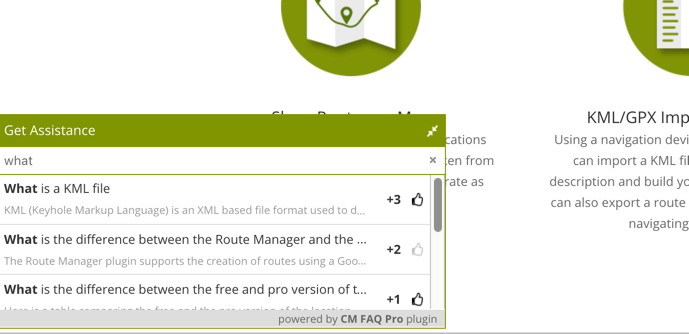 Get Assistance
what
×
What is a KML file
KML (Keyhole Markup Language) is an XML based file format used to d...
+3
What is the difference between the Route Manager and the ...
The Route Manager plugin supports the creation of routes using a Goo...
+2
What is the difference between the free and pro version of t...
+1
powered by CM FAQ Pro plugin
cations
en from
rate as
KML/GPX Imp
Using a navigation devi
can import a KML fil
description and build yo
can also export a route
navigating